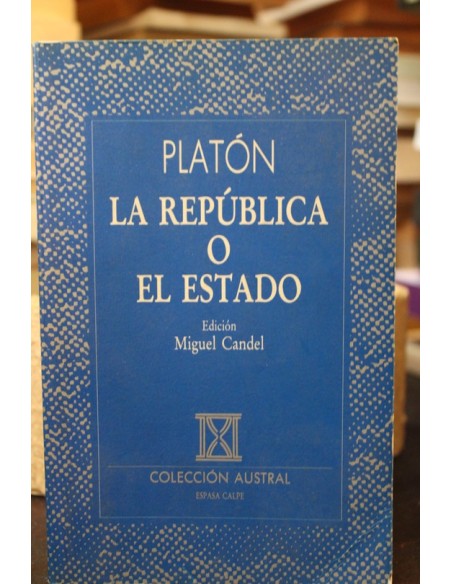 PLATÓN
LA REPÚBLICA
O
EL ESTADO
Edición
Miguel Candel
COLECCIÓN AUSTRAL
ESPASA CALPE